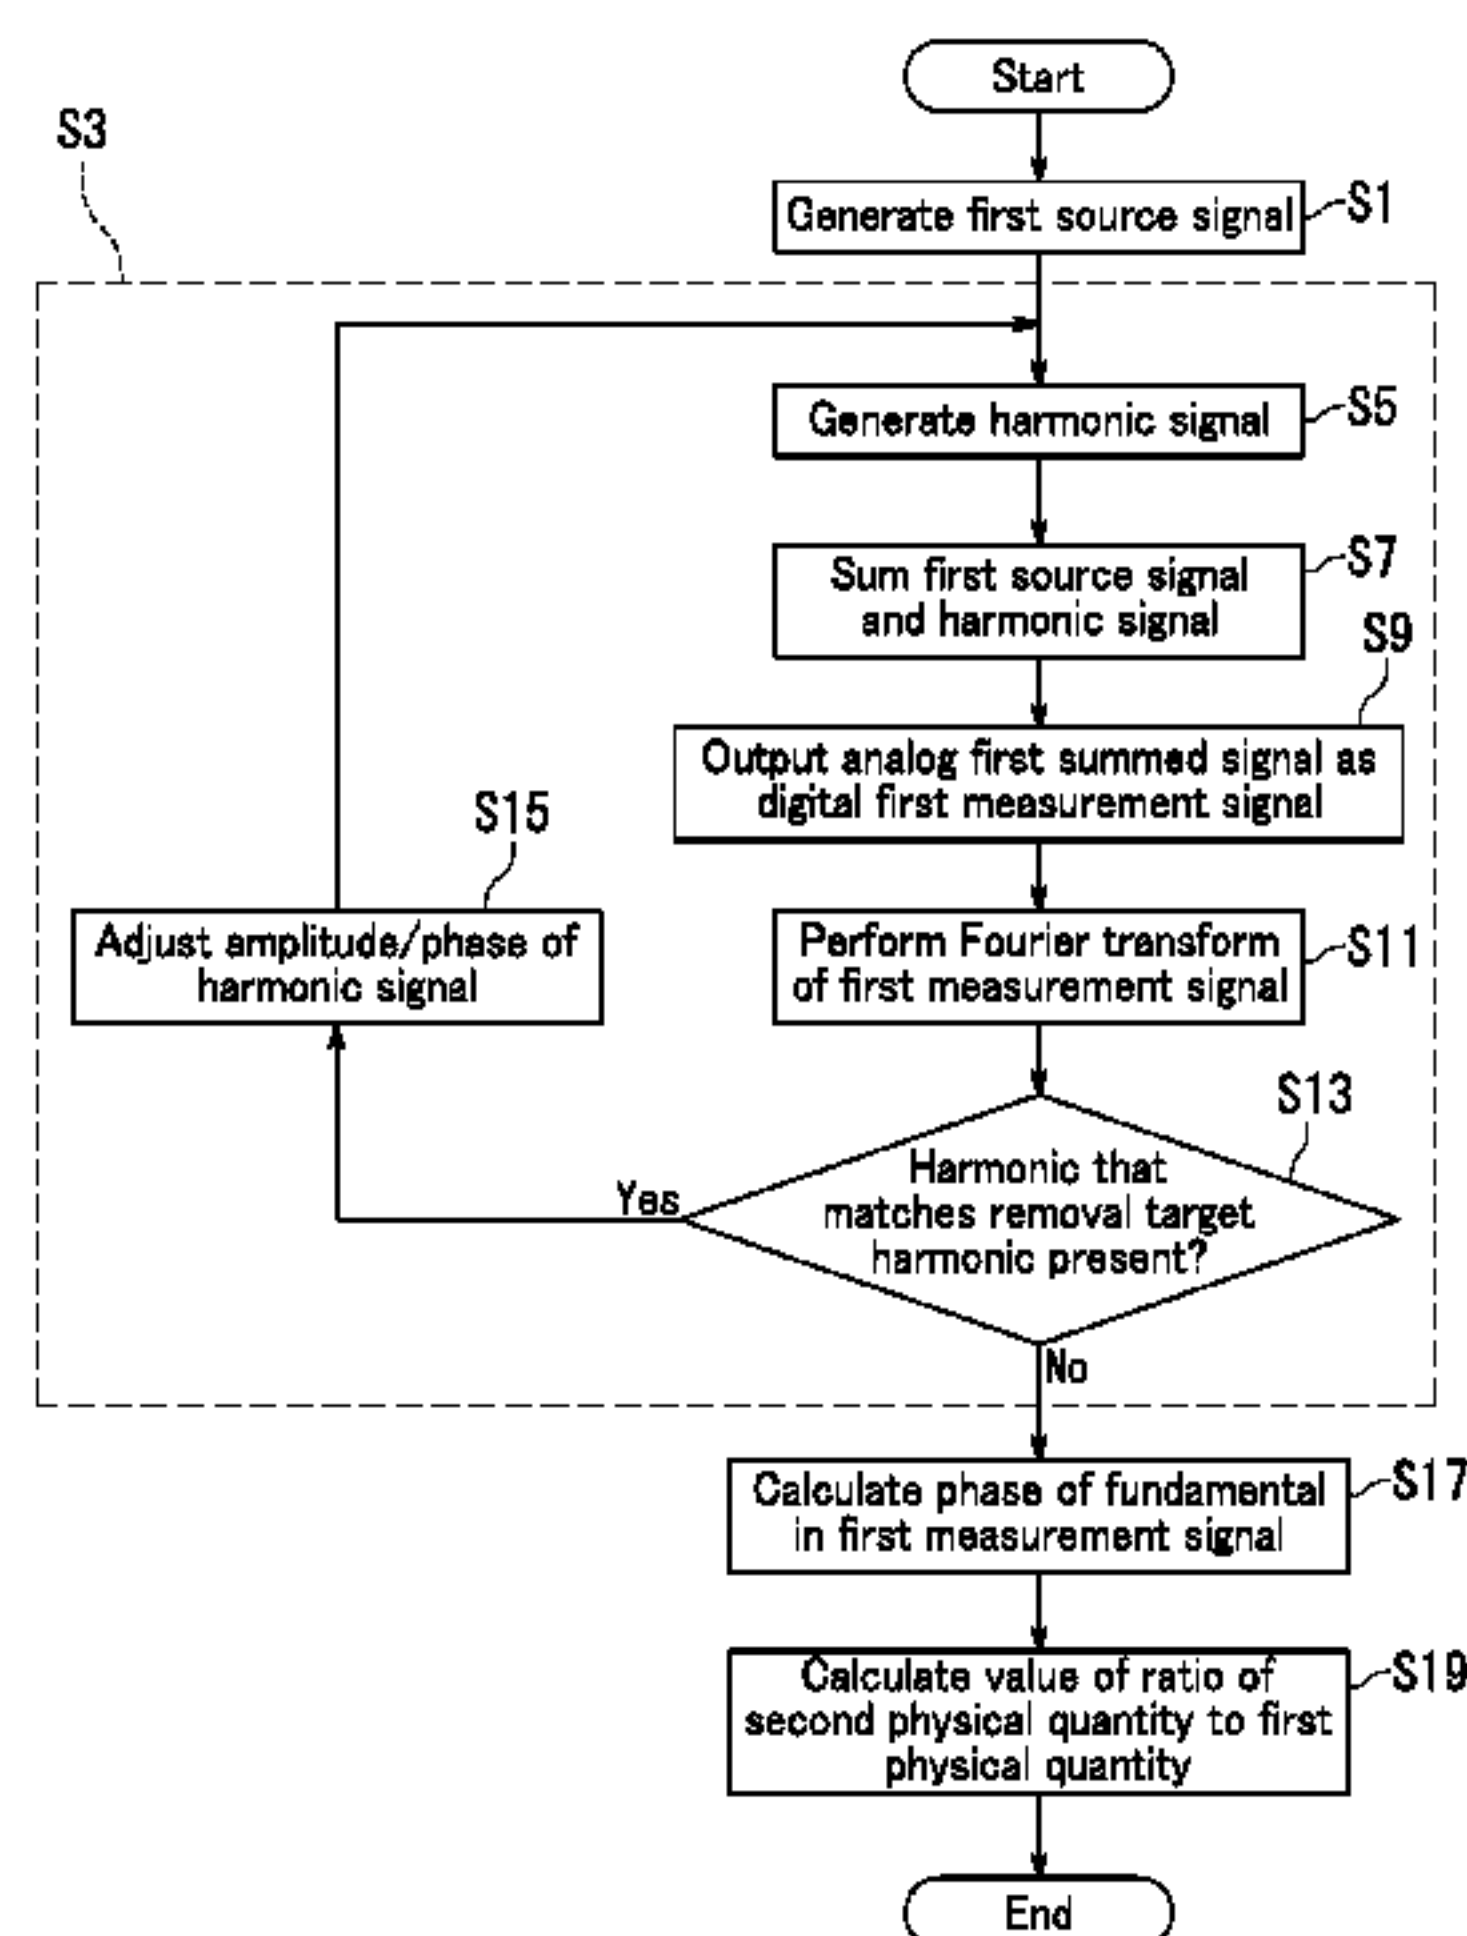 Start
S3
Generate first source signal
S1
Generate harmonic signal
S5
Sum first source signal
and harmonic signal
S7
S9
Output analog first summed signal as
digital first measurement signal
S15
Adjust amplitude/phase of
harmonic signal
Perform Fourier transform
of first measurement signal
S11
S13
Harmonic that
matches removal target
harmonic present?
Yes
No
Calculate phase of fundamental
in first measurement signal
S17
Calculate value of ratio of
second physical quantity to first
physical quantity
S19
End